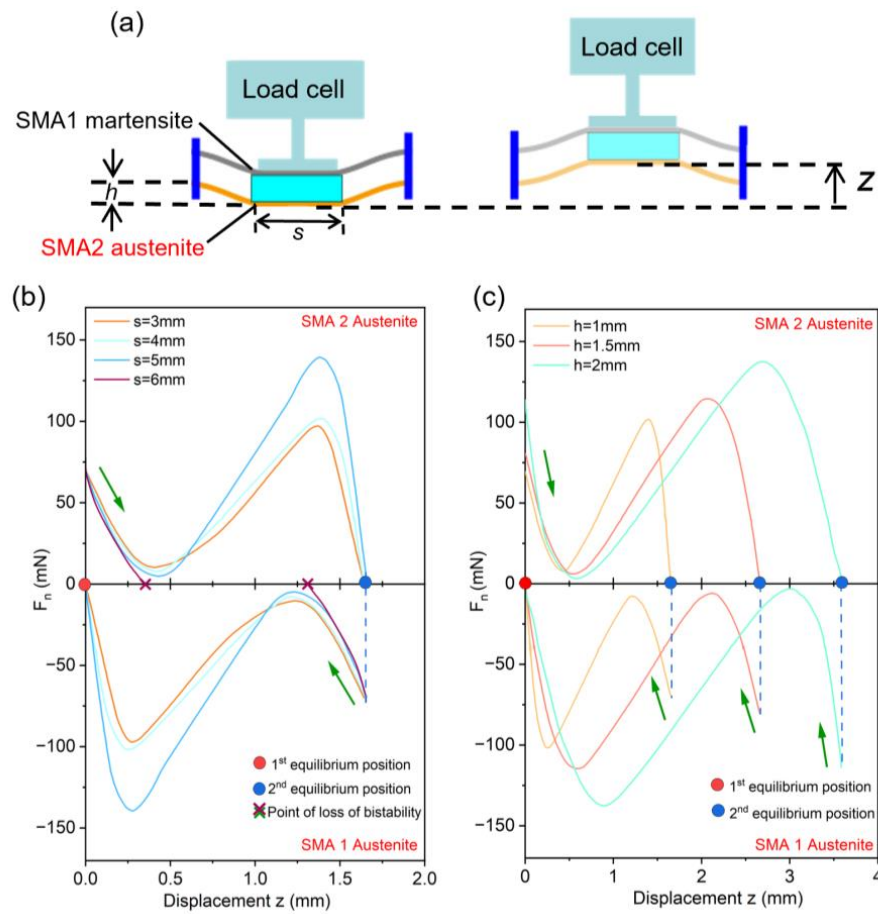 (a)
Load cell
Load cell
SMA1 martensite
h
z
s
SMA2 austenite
(b)
(c)
150
100
50
0
−50
−100
−150
Fn (mN)
s=3mm
s=4mm
s=5mm
s=6mm
SMA 2 Austenite
1st equilibrium position
2nd equilibrium position
Point of loss of bistability
SMA 1 Austenite
0.0 0.5 1.0 1.5 2.0
Displacement z (mm)
150
100
50
0
−50
−100
−150
Fn (mN)
h=1mm
h=1.5mm
h=2mm
SMA 2 Austenite
1st equilibrium position
2nd equilibrium position
SMA 1 Austenite
0 1 2 3 4
Displacement z (mm)